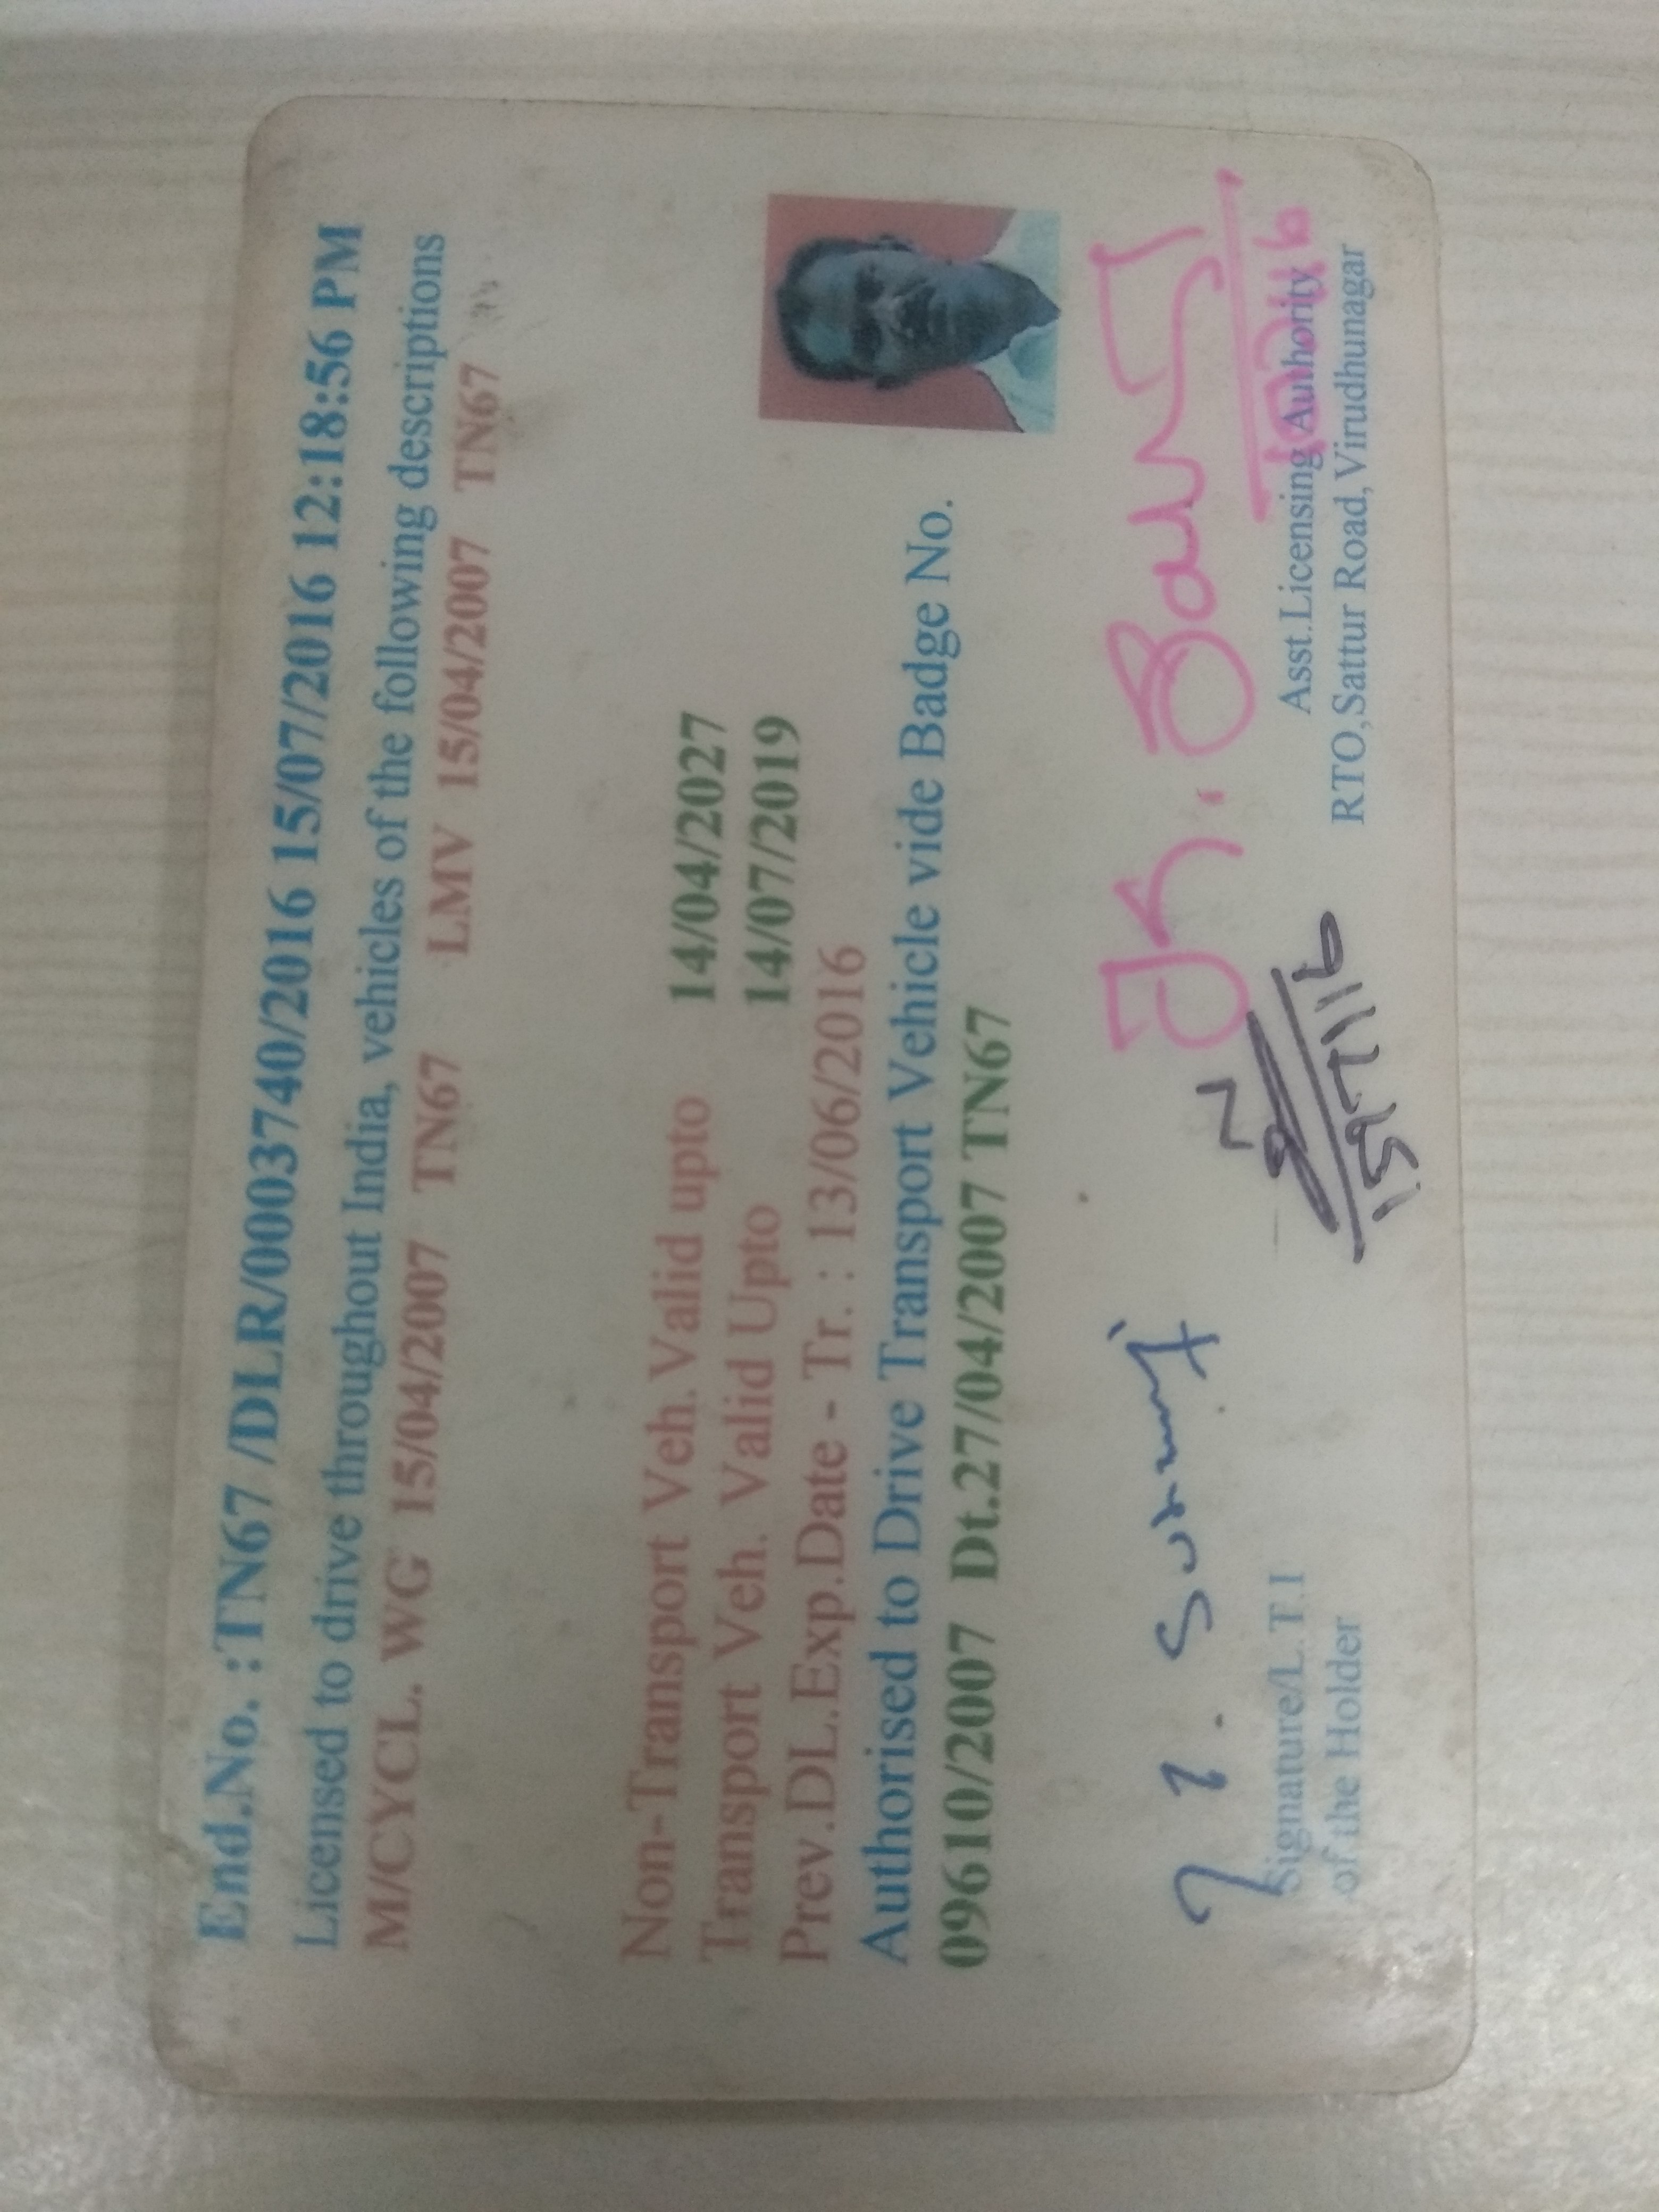 End.No. :TN67 /DLR/0003740/2016 15/07/2016 12:18:56 PM
Licensed to drive throughout India, vehicles of the following descriptions
M/CYCL. WG 15/04/2007 TN67 LMV 15/04/2007 TN67
Non-Transport Veh.Valid upto 14/04/2027
Transport Veh. Valid Upto 14/07/2019
Prev.DL.Exp.Date - Tr. : 13/06/2016
Authorised to Drive Transport Vehicle vide Badge No.
09610/2007 Dt.27/04/2007 TN67
15/7/16
Signature/L.T.I
of the Holder
Asst.Licensing Authority
RTO,Sattur Road,Virudhunagar